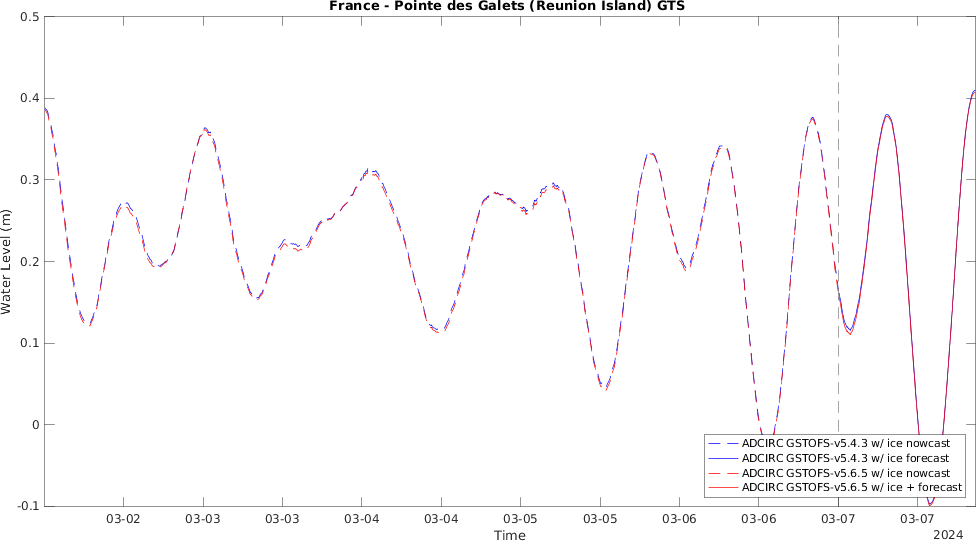 France - Pointe des Galets (Reunion Island) GTS
0.5
0.4
0.3
0.2
0.1
0
-0.1
Water Level (m)
ADCIRC GSTOFS-v5.4.3 w/ ice nowcast
ADCIRC GSTOFS-v5.4.3 w/ ice forecast
ADCIRC GSTOFS-v5.6.5 w/ ice nowcast
ADCIRC GSTOFS-v5.6.5 w/ ice + forecast
03-02 03-03 03-03 03-04 03-04 03-05 03-05 03-06 03-06 03-07 03-07
Time
2024